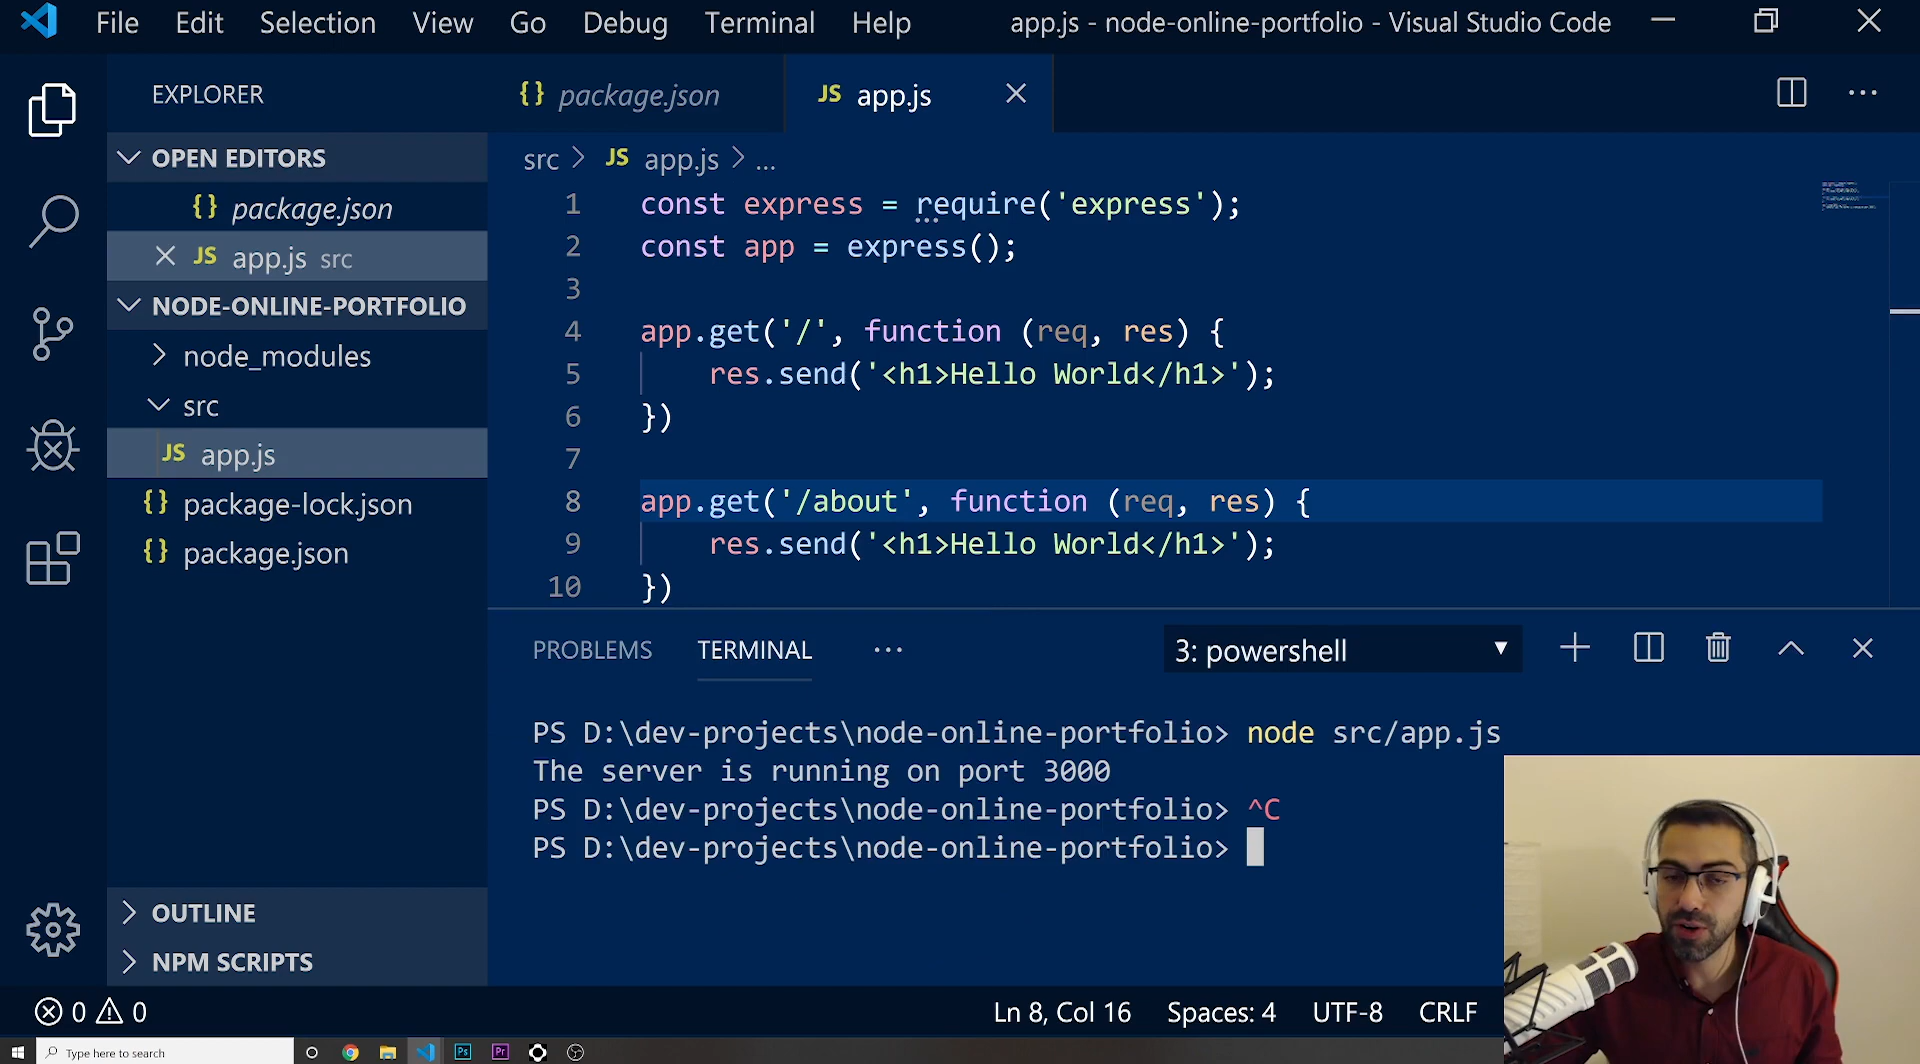 File Edit Selection View Go Debug Terminal Help app.js - node-online-portfolio - Visual Studio Code
EXPLORER
{} package.json JS app.js
OPEN EDITORS
{} package.json
JS app.js src
NODE-ONLINE-PORTFOLIO
node_modules
src
JS app.js
{} package-lock.json
{} package.json
OUTLINE
NPM SCRIPTS
src > JS app.js > ...
1 const express = require('express');
2 const app = express();
3
4 app.get('/', function (req, res) {
5 res.send('<h1>Hello World</h1>');
6 })
7
8 app.get('/about', function (req, res) {
9 res.send('<h1>Hello World</h1>');
10 })
PROBLEMS TERMINAL ... 3: powershell
PS D:\dev-projects\node-online-portfolio> node src/app.js
The server is running on port 3000
PS D:\dev-projects\node-online-portfolio> ^C
PS D:\dev-projects\node-online-portfolio>
0 0 Ln 8, Col 16 Spaces: 4 UTF-8 CRLF
Type here to search Ps Pr